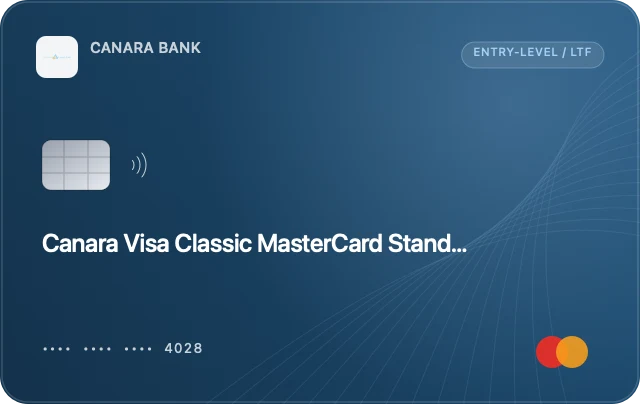 CANARA BANK
ENTRY-LEVEL / LTF
Canara Visa Classic MasterCard Stand...
•••• •••• •••• 4028